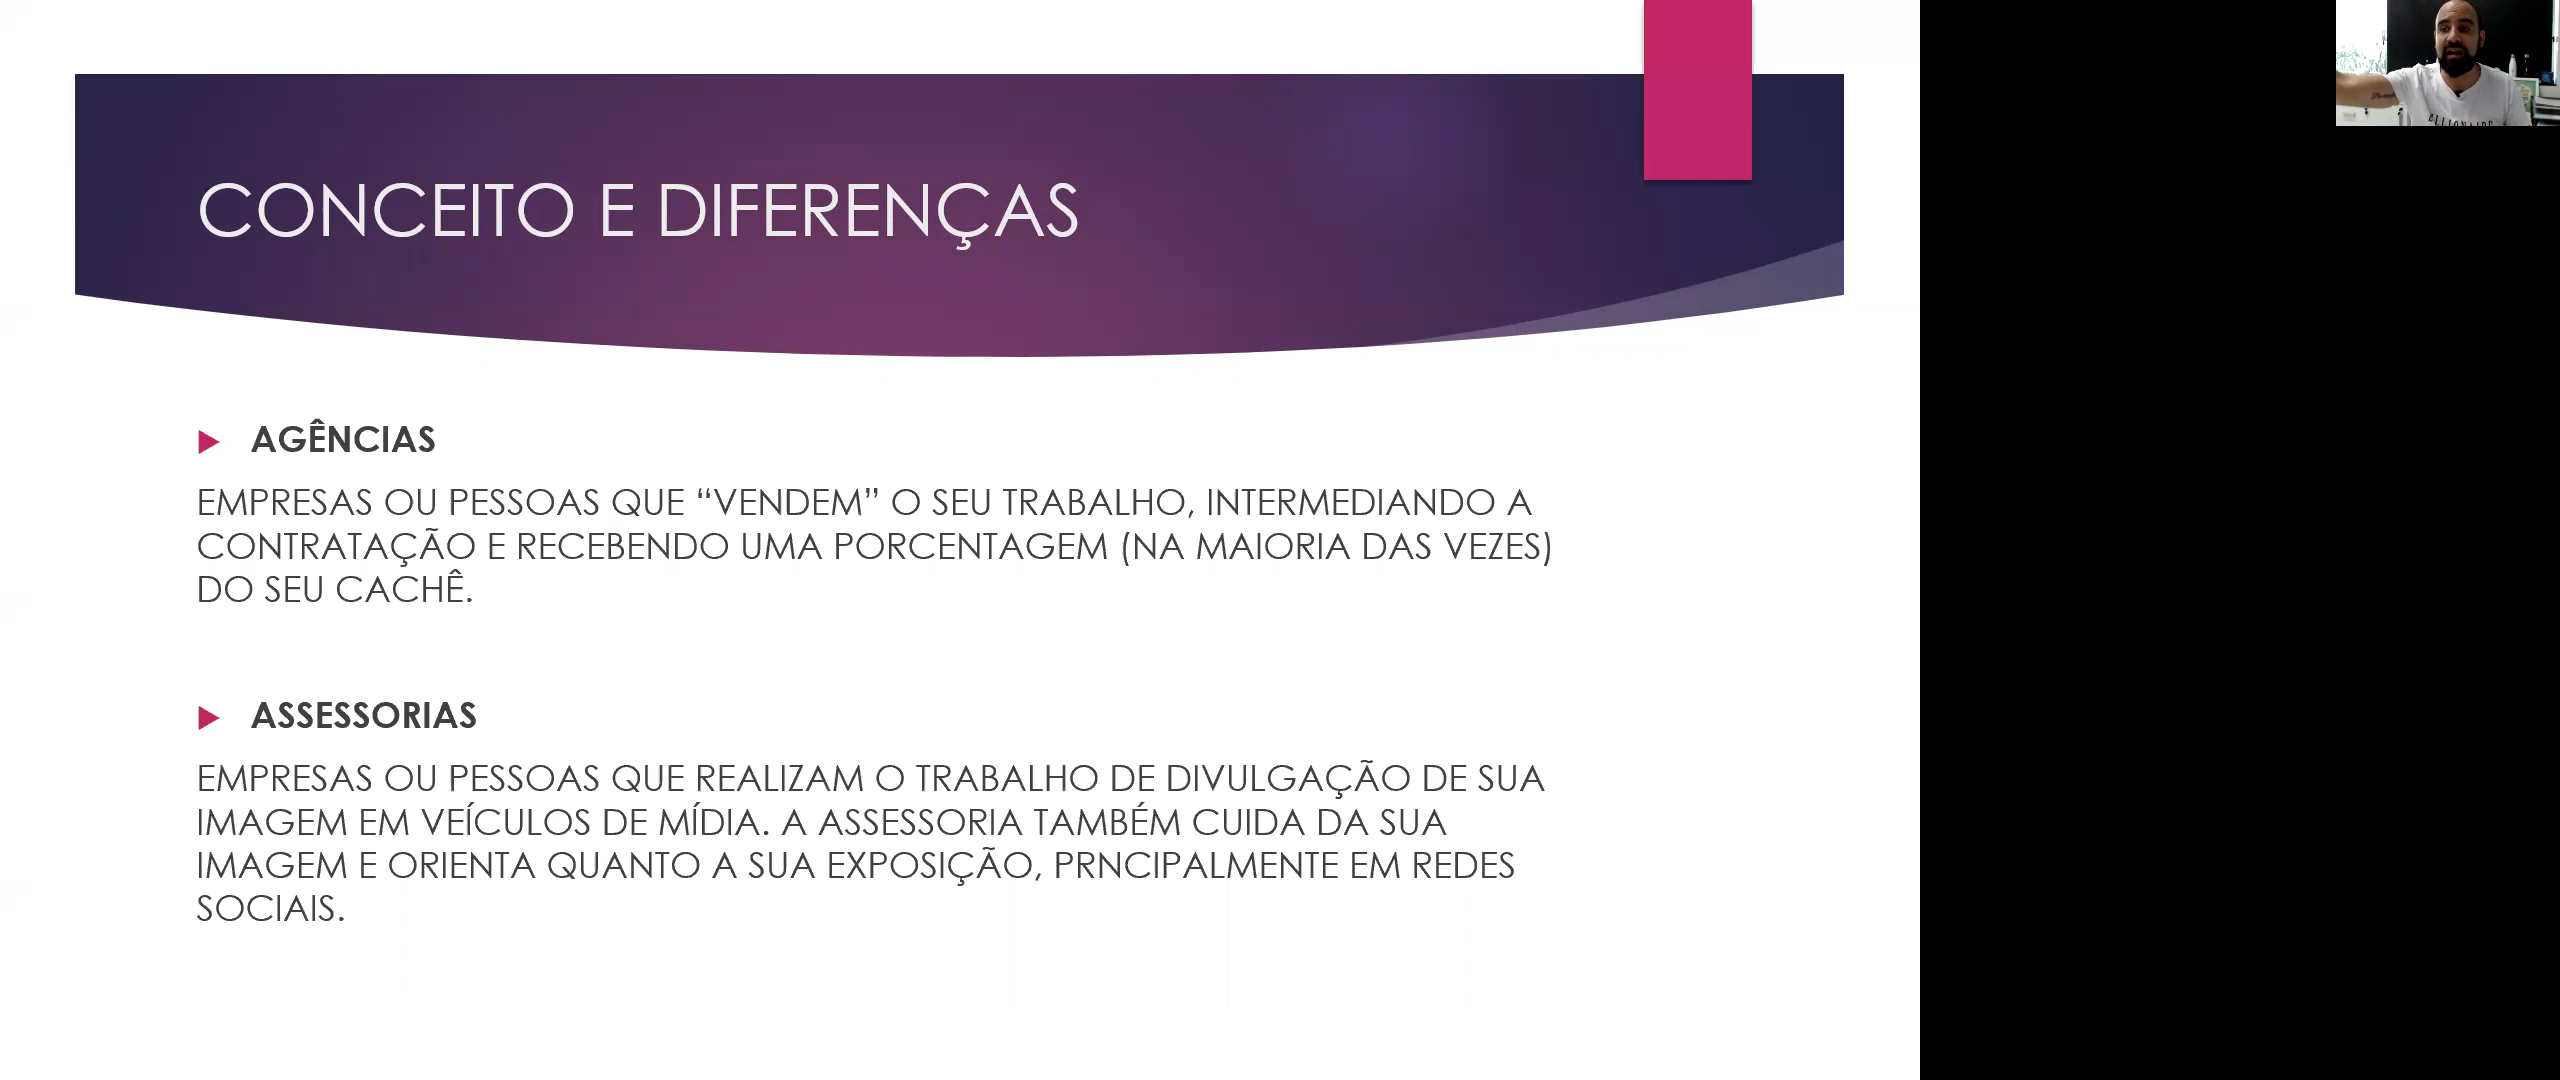 CONCEITO E DIFERENÇAS
AGÊNCIAS
EMPRESAS OU PESSOAS QUE “VENDEM” O SEU TRABALHO, INTERMEDIANDO A
CONTRATAÇÃO E RECEBENDO UMA PORCENTAGEM (NA MAIORIA DAS VEZES)
DO SEU CACHÊ.
ASSESSORIAS
EMPRESAS OU PESSOAS QUE REALIZAM O TRABALHO DE DIVULGAÇÃO DE SUA
IMAGEM EM VEÍCULOS DE MÍDIA. A ASSESSORIA TAMBÉM CUIDA DA SUA
IMAGEM E ORIENTA QUANTO A SUA EXPOSIÇÃO, PRNCIPALMENTE EM REDES
SOCIAIS.